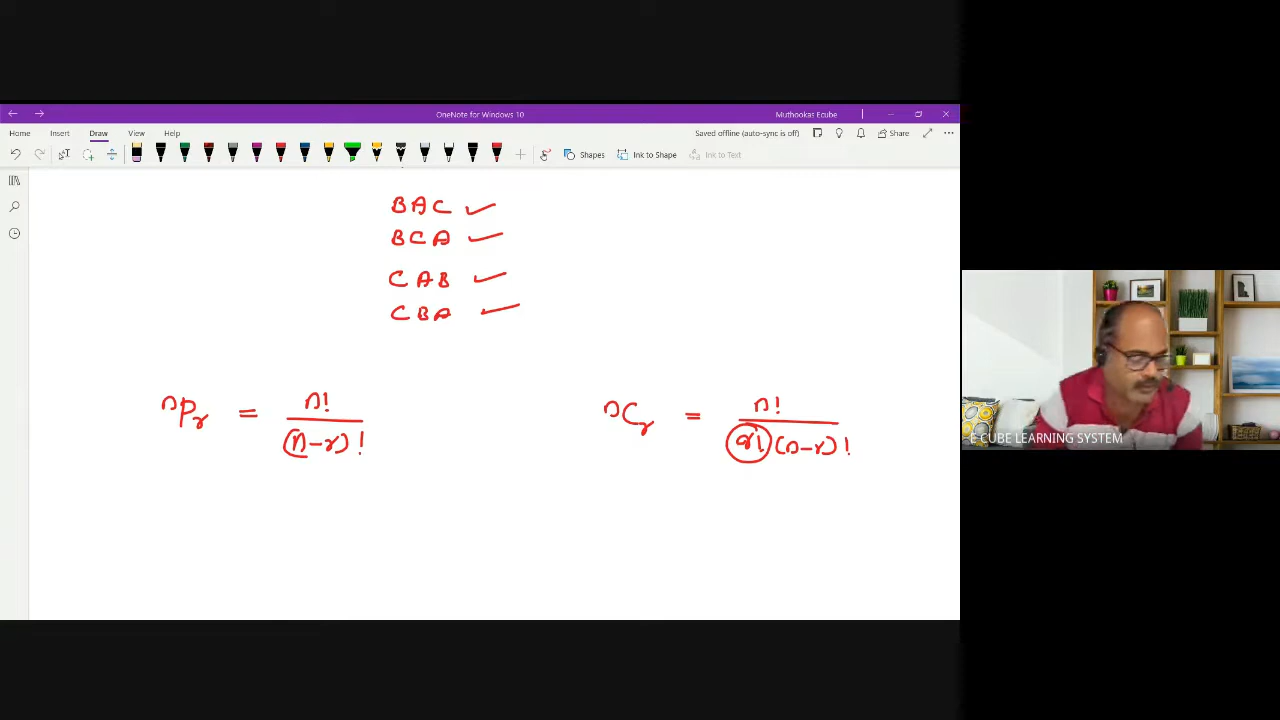 OneNote for Windows 10
Muthookas Ecube
Home Insert Draw View Help
Saved offline (auto-sync is off)
Share
Shapes
Ink to Shape
Ink to Text
BAC ✓
BCA ✓
CAB ✓
CBA ✓
nPr = n! / (n-r)!
nCr = n! / r!(n-r)!
E CUBE LEARNING SYSTEM